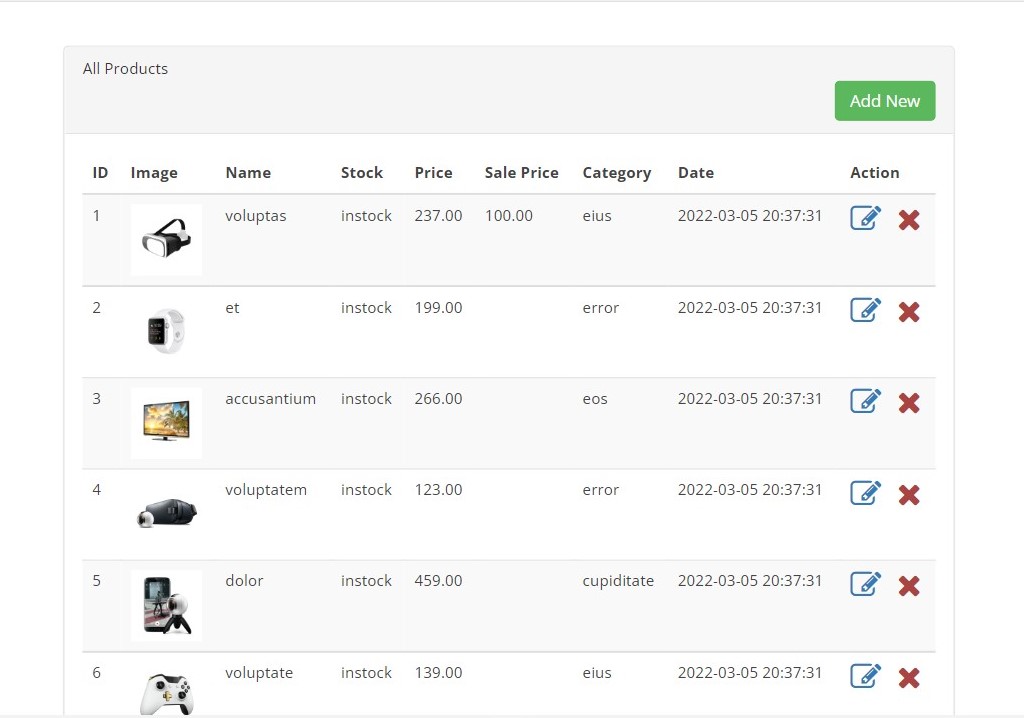 All Products
Add New
ID Image Name Stock Price Sale Price Category Date Action
1 voluptas instock 237.00 100.00 eius 2022-03-05 20:37:31
2 et instock 199.00 error 2022-03-05 20:37:31
3 accusantium instock 266.00 eos 2022-03-05 20:37:31
4 voluptatem instock 123.00 error 2022-03-05 20:37:31
5 dolor instock 459.00 cupiditate 2022-03-05 20:37:31
6 voluptate instock 139.00 eius 2022-03-05 20:37:31